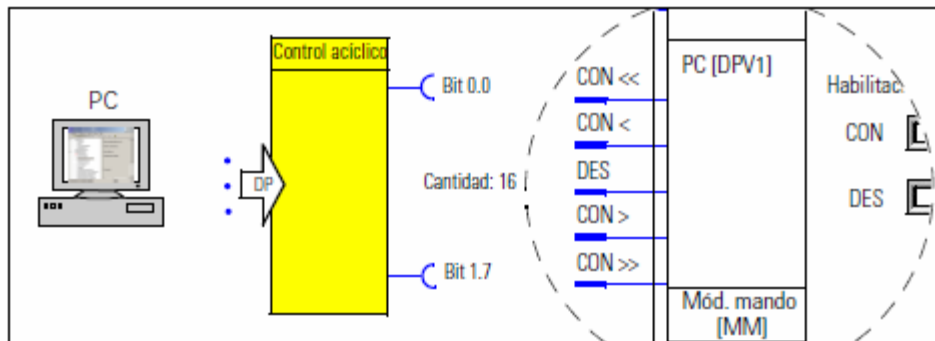 Control acíclico
PC
DP
Bit 0.0
Cantidad: 16
Bit 1.7
CON <<
CON <
DES
CON >
CON >>
PC [DPV1]
Mód. mando
[MM]
CON
DES